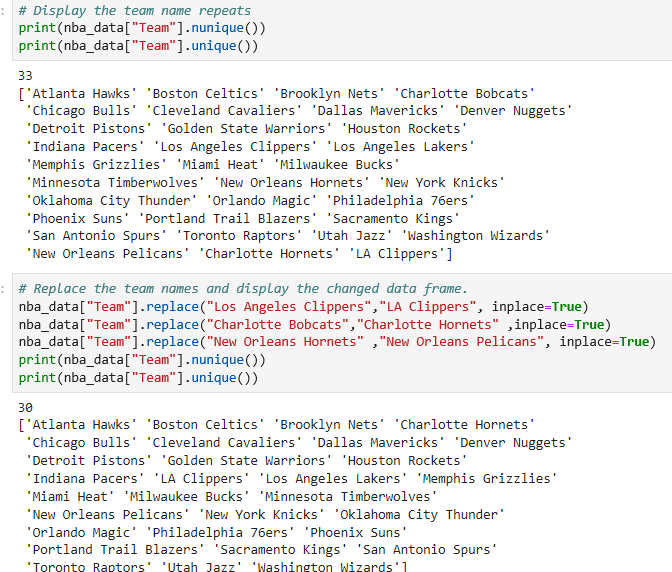 : # Display the team name repeats
print(nba_data["Team"].nunique())
print(nba_data["Team"].unique())
33
['Atlanta Hawks' 'Boston Celtics' 'Brooklyn Nets' 'Charlotte Bobcats'
'Chicago Bulls' 'Cleveland Cavaliers' 'Dallas Mavericks' 'Denver Nuggets'
'Detroit Pistons' 'Golden State Warriors' 'Houston Rockets'
'Indiana Pacers' 'Los Angeles Clippers' 'Los Angeles Lakers'
'Memphis Grizzlies' 'Miami Heat' 'Milwaukee Bucks'
'Minnesota Timberwolves' 'New Orleans Hornets' 'New York Knicks'
'Oklahoma City Thunder' 'Orlando Magic' 'Philadelphia 76ers'
'Phoenix Suns' 'Portland Trail Blazers' 'Sacramento Kings'
'San Antonio Spurs' 'Toronto Raptors' 'Utah Jazz' 'Washington Wizards'
'New Orleans Pelicans' 'Charlotte Hornets' 'LA Clippers']
: # Replace the team names and display the changed data frame.
nba_data["Team"].replace("Los Angeles Clippers","LA Clippers", inplace=True)
nba_data["Team"].replace("Charlotte Bobcats","Charlotte Hornets" ,inplace=True)
nba_data["Team"].replace("New Orleans Hornets" ,"New Orleans Pelicans", inplace=True)
print(nba_data["Team"].nunique())
print(nba_data["Team"].unique())
30
['Atlanta Hawks' 'Boston Celtics' 'Brooklyn Nets' 'Charlotte Hornets'
'Chicago Bulls' 'Cleveland Cavaliers' 'Dallas Mavericks' 'Denver Nuggets'
'Detroit Pistons' 'Golden State Warriors' 'Houston Rockets'
'Indiana Pacers' 'LA Clippers' 'Los Angeles Lakers' 'Memphis Grizzlies'
'Miami Heat' 'Milwaukee Bucks' 'Minnesota Timberwolves'
'New Orleans Pelicans' 'New York Knicks' 'Oklahoma City Thunder'
'Orlando Magic' 'Philadelphia 76ers' 'Phoenix Suns'
'Portland Trail Blazers' 'Sacramento Kings' 'San Antonio Spurs'
'Toronto Raptors' 'Utah Jazz' 'Washington Wizards']